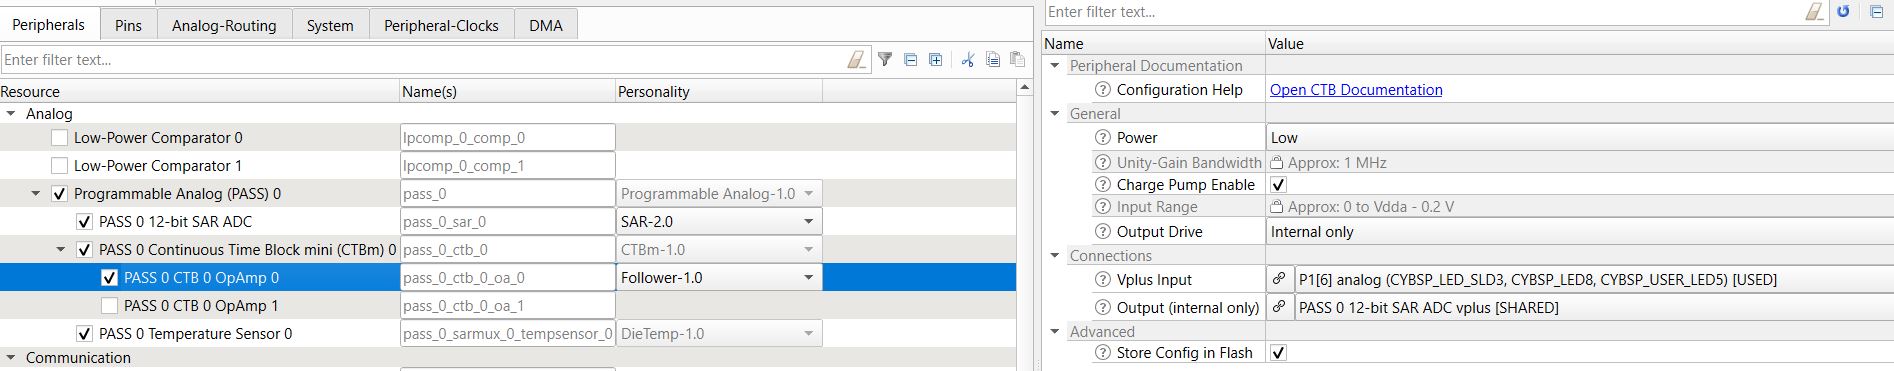 Peripherals Pins Analog-Routing System Peripheral-Clocks DMA
Enter filter text...
Resource Name(s) Personality
Analog
Low-Power Comparator 0 lpcomp_0_comp_0
Low-Power Comparator 1 lpcomp_0_comp_1
Programmable Analog (PASS) 0 pass_0 Programmable Analog-1.0
PASS 0 12-bit SAR ADC pass_0_sar_0 SAR-2.0
PASS 0 Continuous Time Block mini (CTBm) 0 pass_0_ctb_0 CTBm-1.0
PASS 0 CTB 0 OpAmp 0 pass_0_ctb_0_oa_0 Follower-1.0
PASS 0 CTB 0 OpAmp 1 pass_0_ctb_0_oa_1
PASS 0 Temperature Sensor 0 pass_0_sarmux_0_tempsensor_0 DieTemp-1.0
Communication
Enter filter text...
Name Value
Peripheral Documentation
Configuration Help Open CTB Documentation
General
Power Low
Unity-Gain Bandwidth Approx: 1 MHz
Charge Pump Enable
Input Range Approx: 0 to Vdda - 0.2 V
Output Drive Internal only
Connections
Vplus Input P1[6] analog (CYBSP_LED_SLD3, CYBSP_LED8, CYBSP_USER_LED5) [USED]
Output (internal only) PASS 0 12-bit SAR ADC vplus [SHARED]
Advanced
Store Config in Flash